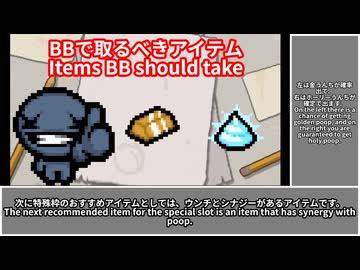 BBで取るべきアイテム
Items BB should take
左は金うんちが確率
出て、
右はホーリーうんちが
確定で出ます。
On the left there is a
chance of getting
golden poop, and on
the right you are
guaranteed to get
holy poop.
次に特殊枠のおすすめアイテムとしては、ウンチとシナジーがあるアイテムです。
The next recommended item for the special slot is an item that has synergy with
poop.